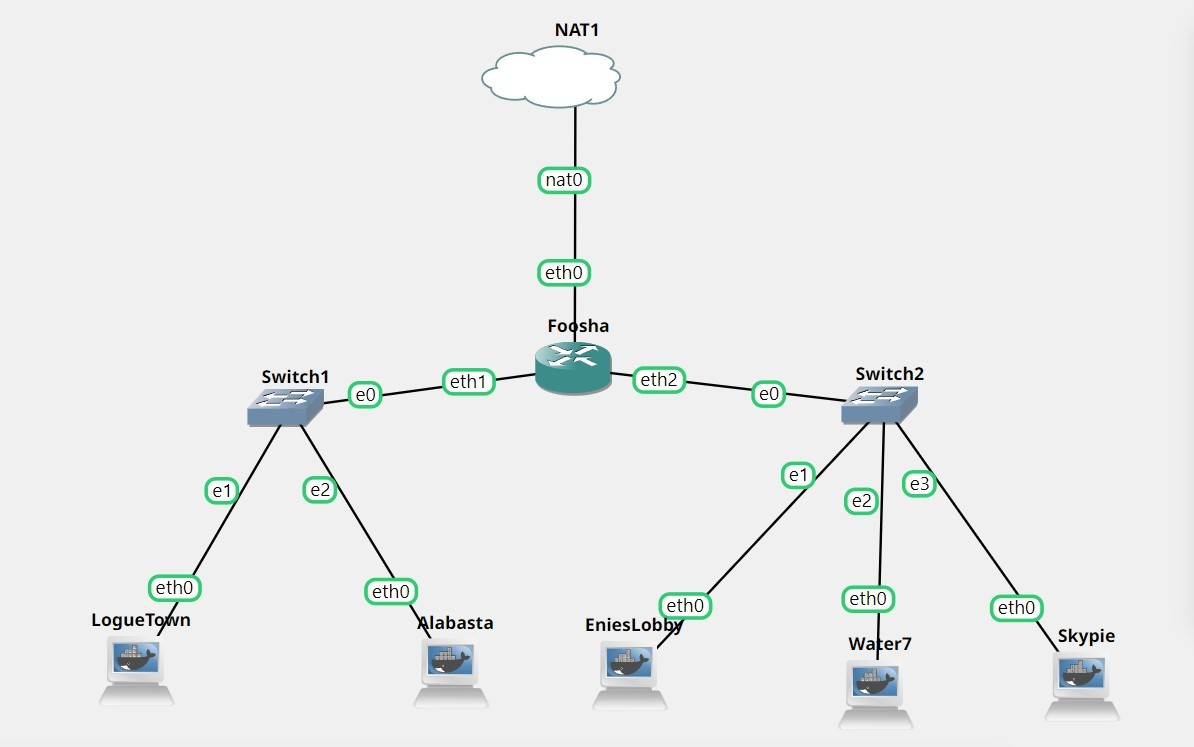 NAT1
nat0
eth0
Foosha
Switch1
e0
eth1
eth2
e0
Switch2
e1
e2
e1
e2
e3
eth0
LogueTown
eth0
Alabasta
EniesLobby
eth0
eth0
Water7
eth0
Skypie